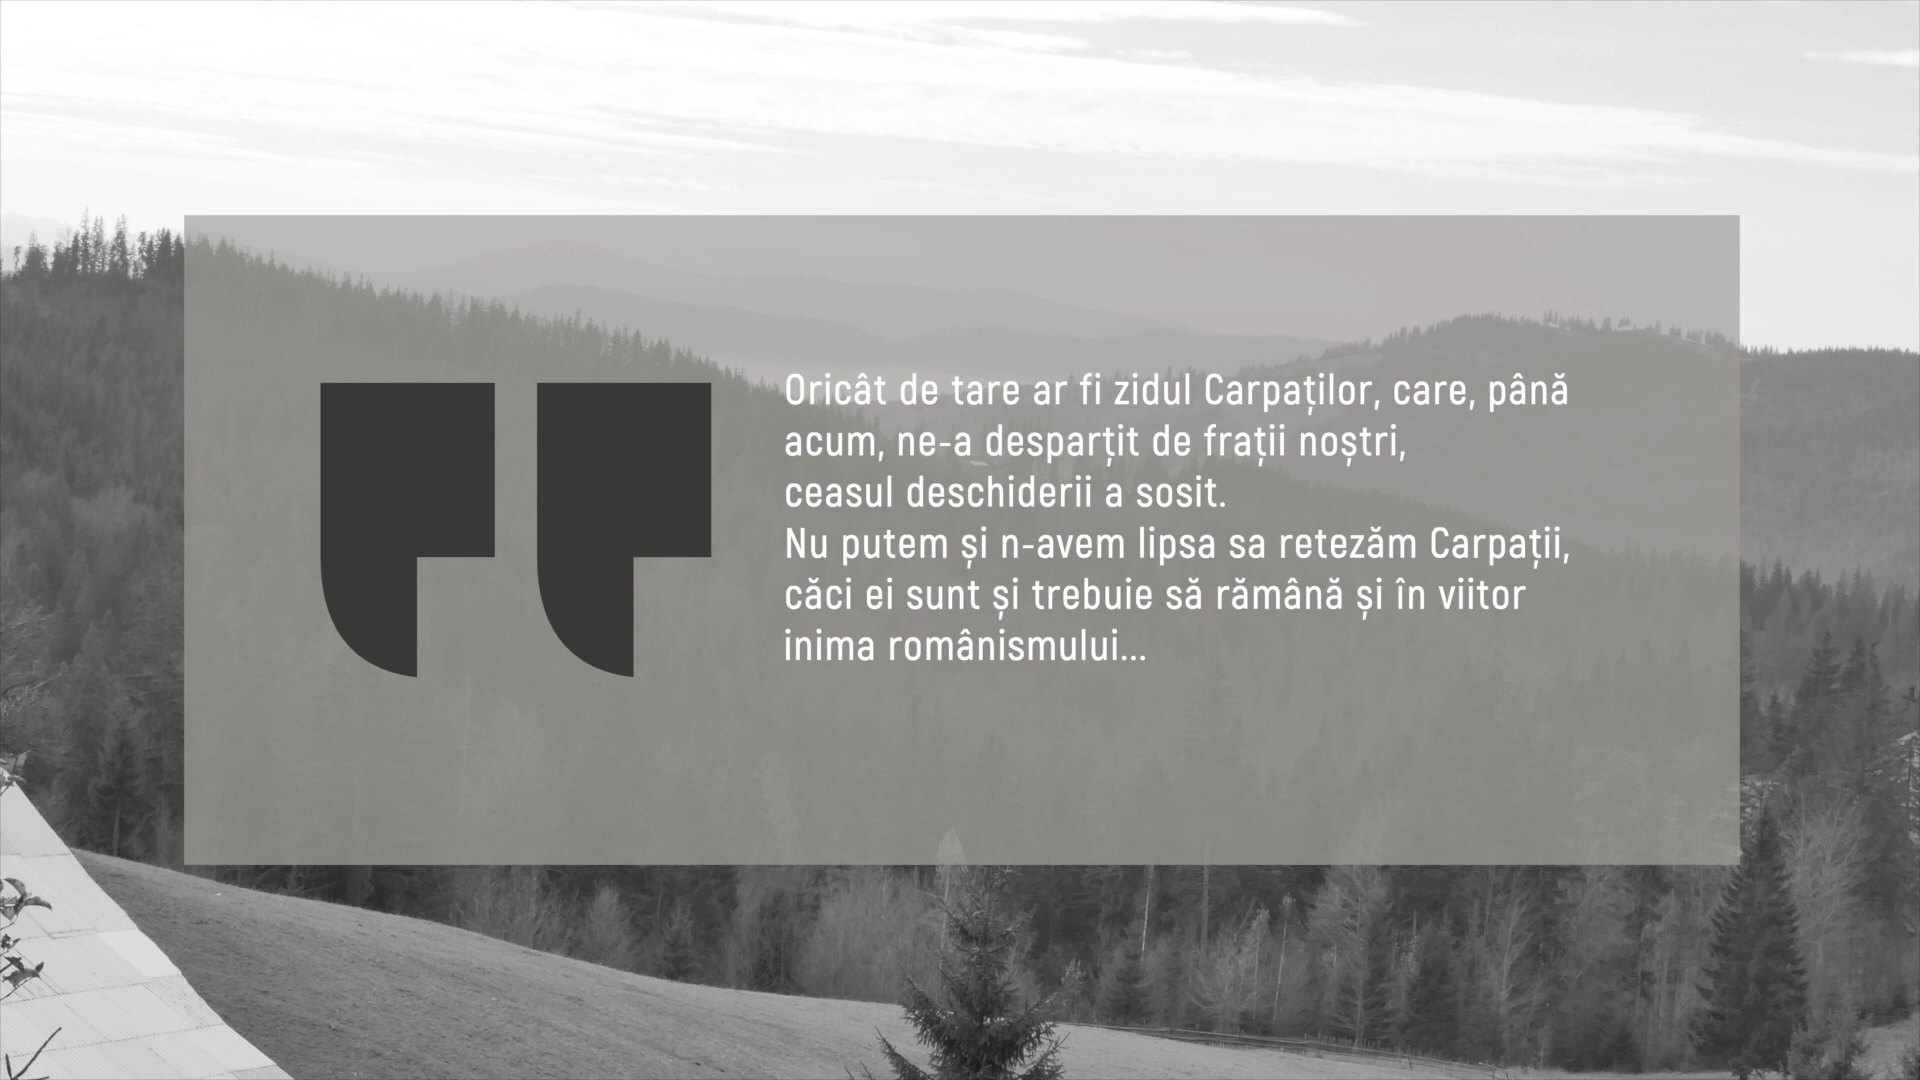 Oricât de tare ar fi zidul Carpaților, care, până
acum, ne-a desparțit de frații noștri,
ceasul deschiderii a sosit.
Nu putem și n-avem lipsa sa retezăm Carpații,
căci ei sunt și trebuie să rămână și în viitor
inima românismului...